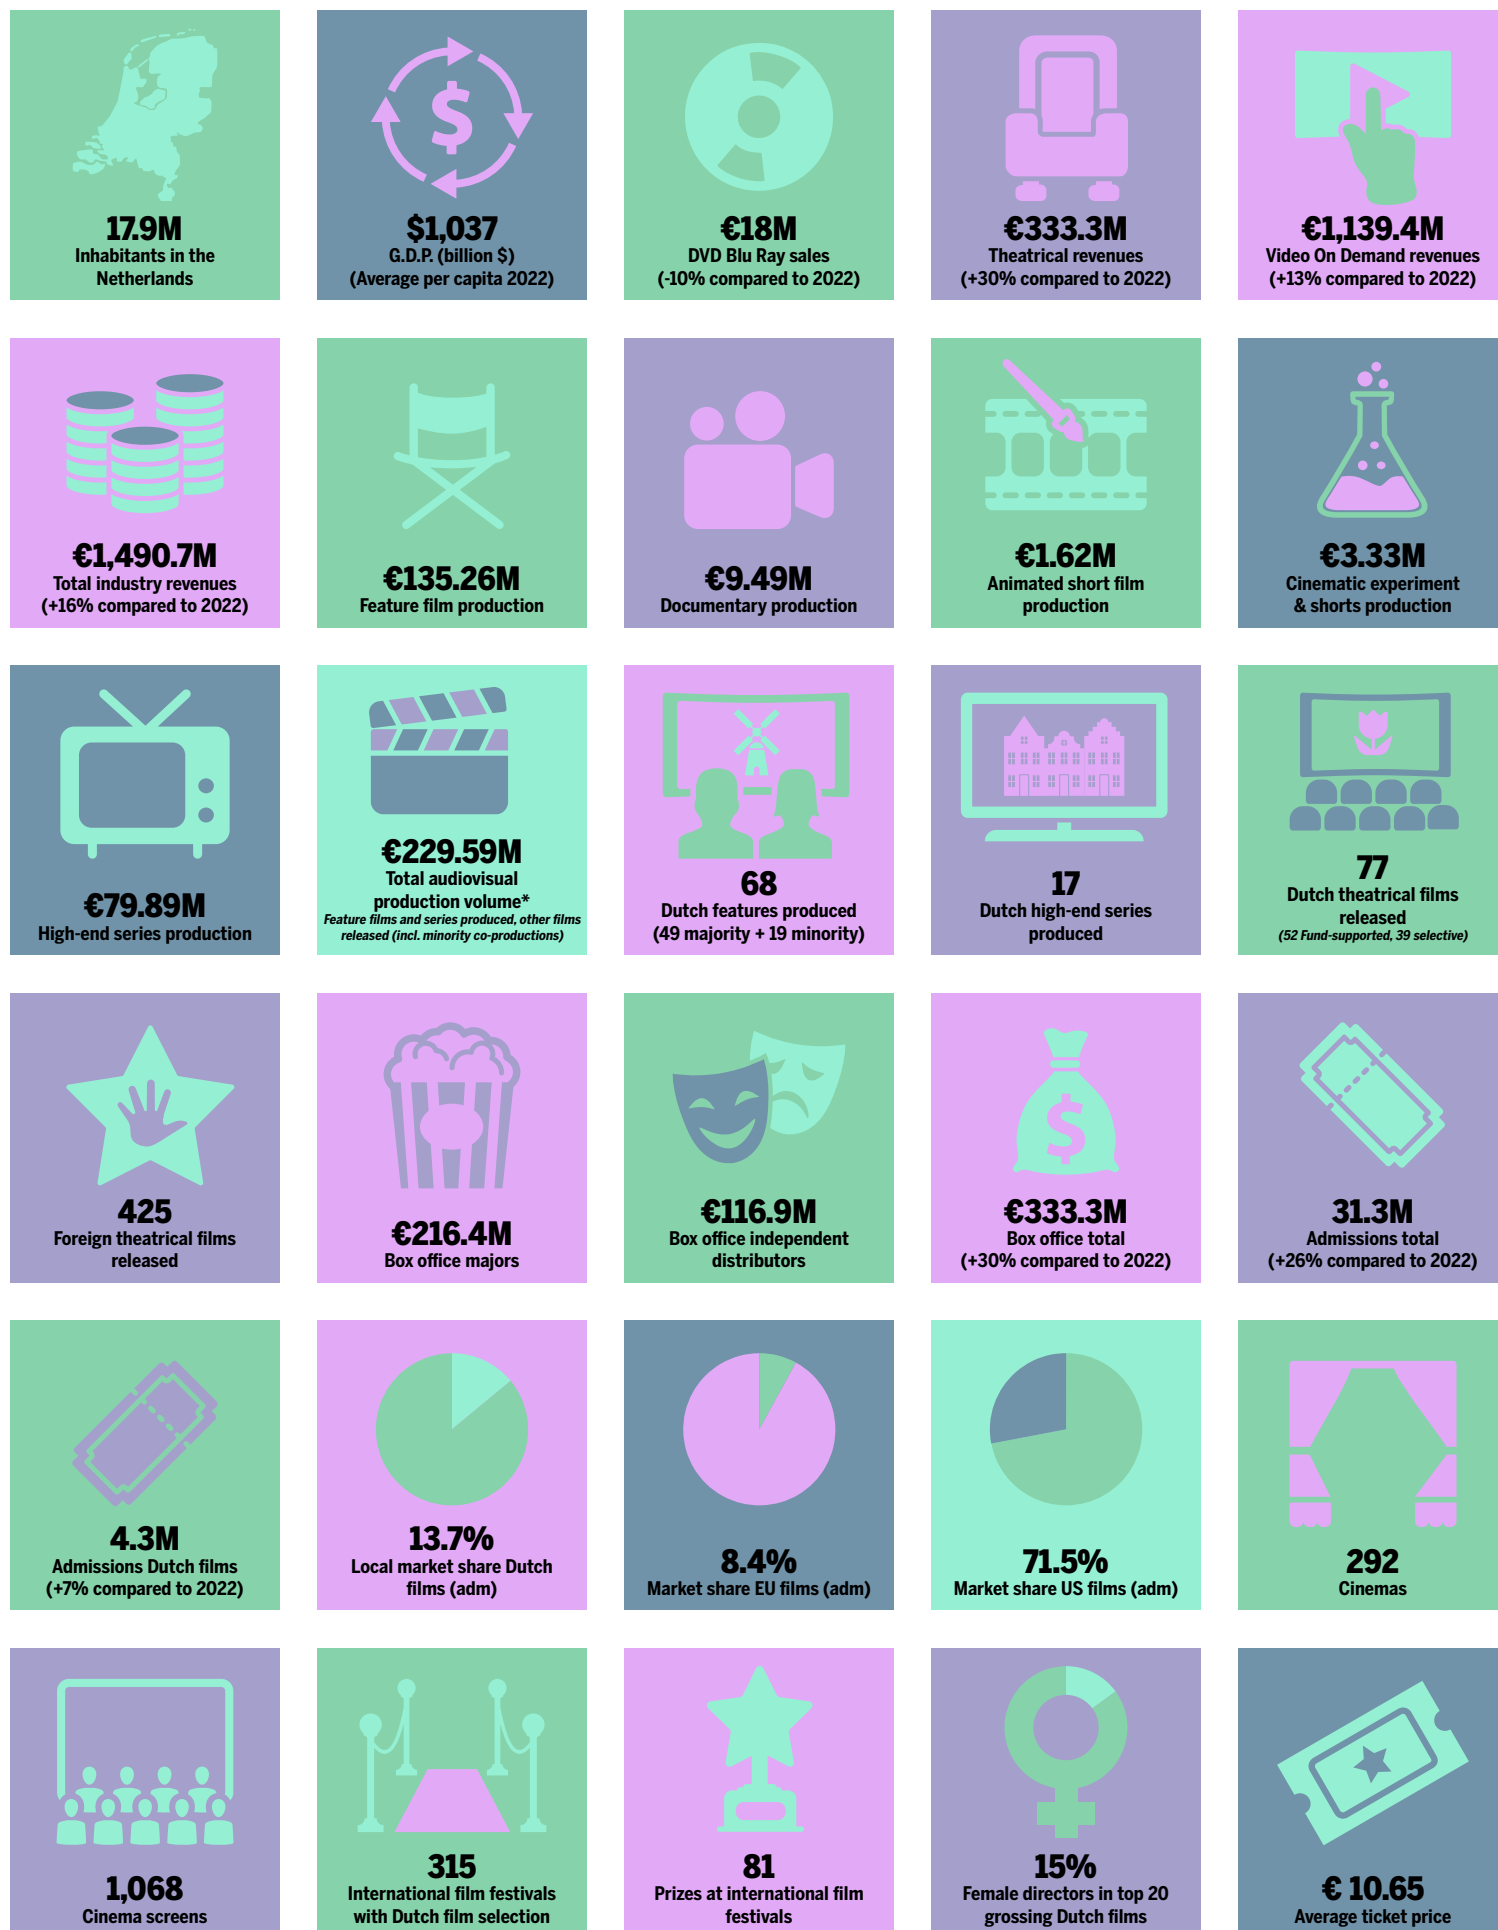 17.9M
Inhabitants in the
Netherlands
$1,037
G.D.P. (billion $)
(Average per capita 2022)
€18M
DVD Blu Ray sales
(-10% compared to 2022)
€333.3M
Theatrical revenues
(+30% compared to 2022)
€1,139.4M
Video On Demand revenues
(+13% compared to 2022)
€1,490.7M
Total industry revenues
(+16% compared to 2022)
€135.26M
Feature film production
€9.49M
Documentary production
€1.62M
Animated short film
production
€3.33M
Cinematic experiment
& shorts production
€79.89M
High-end series production
€229.59M
Total audiovisual
production volume*
Feature films and series produced, other films
released (incl. minority co-productions)
68
Dutch features produced
(49 majority + 19 minority)
17
Dutch high-end series
produced
77
Dutch theatrical films
released
(52 Fund-supported, 39 selective)
425
Foreign theatrical films
released
€216.4M
Box office majors
€116.9M
Box office independent
distributors
€333.3M
Box office total
(+30% compared to 2022)
31.3M
Admissions total
(+26% compared to 2022)
4.3M
Admissions Dutch films
(+7% compared to 2022)
13.7%
Local market share Dutch
films (adm)
8.4%
Market share EU films (adm)
71.5%
Market share US films (adm)
292
Cinemas
1,068
Cinema screens
315
International film festivals
with Dutch film selection
81
Prizes at international film
festivals
15%
Female directors in top 20
grossing Dutch films
€ 10.65
Average ticket price